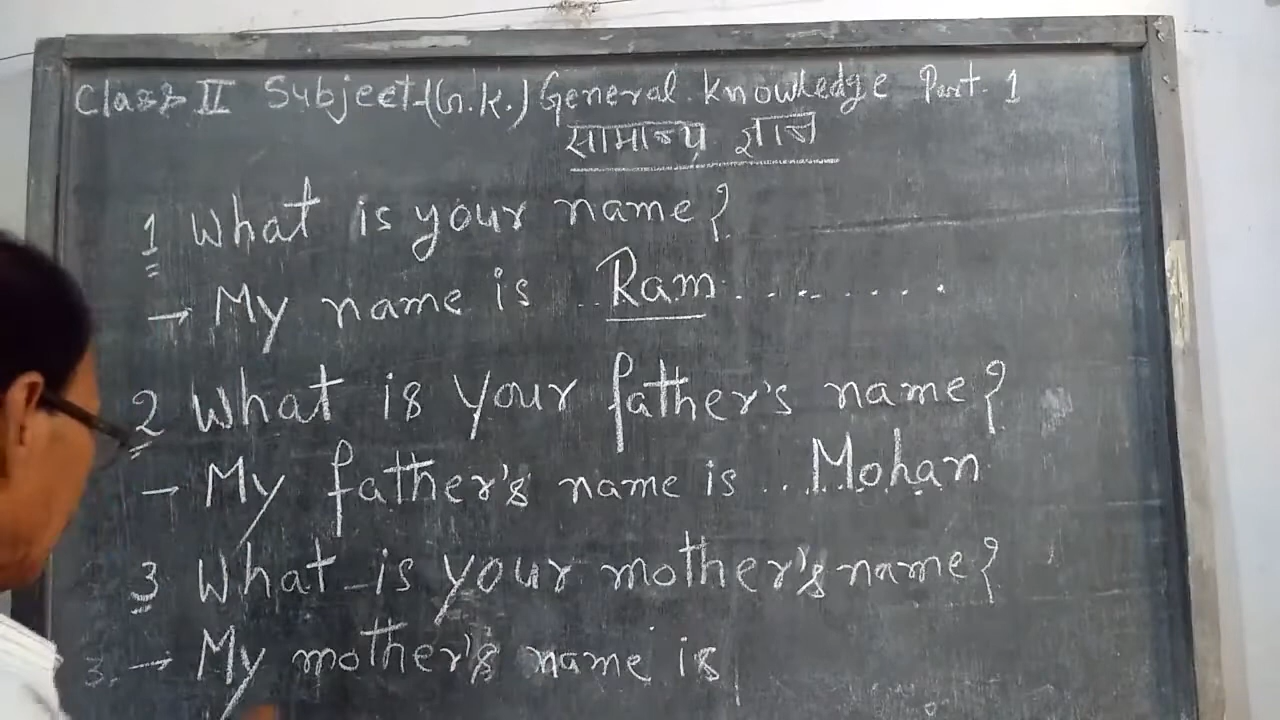 Class II Subject-(G.K.) General Knowledge Part-1
सामान्य ज्ञान
1 What is your name?
→ My name is ..Ram........
2 What is your father's name?
→ My father's name is ..Mohan
3 What is your mother's name?
3. → My mother's name is